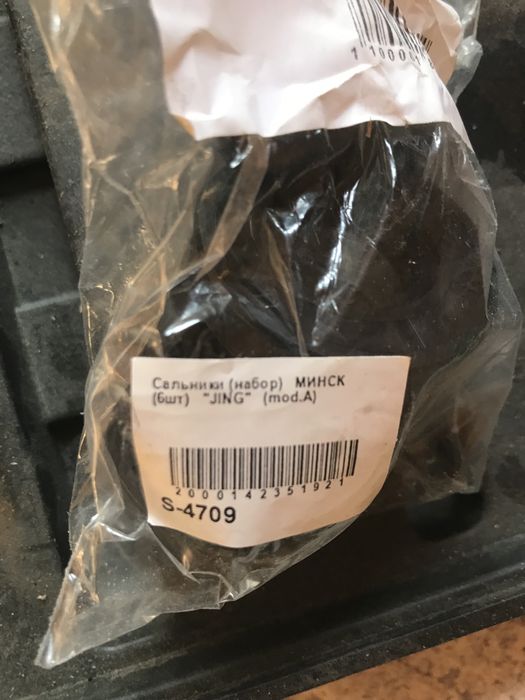 Сальники (набор) МИНСК
(6шт) "JING" (mod.A)
2000142351921
S-4709